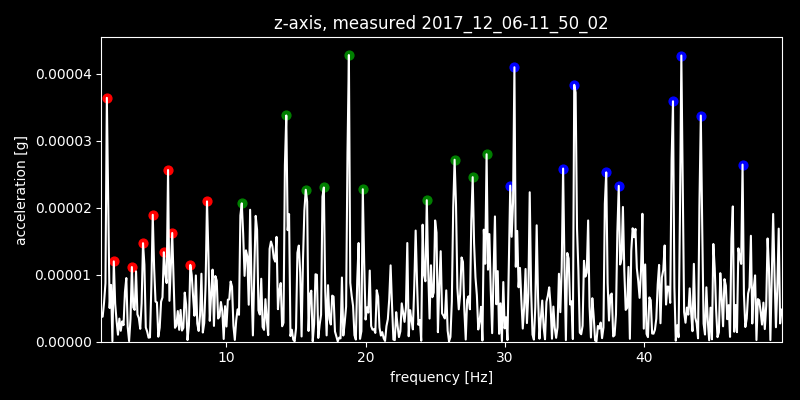 z-axis, measured 2017_12_06-11_50_02
acceleration [g]
0.00004
0.00003
0.00002
0.00001
0.00000
10 20 30 40
frequency [Hz]